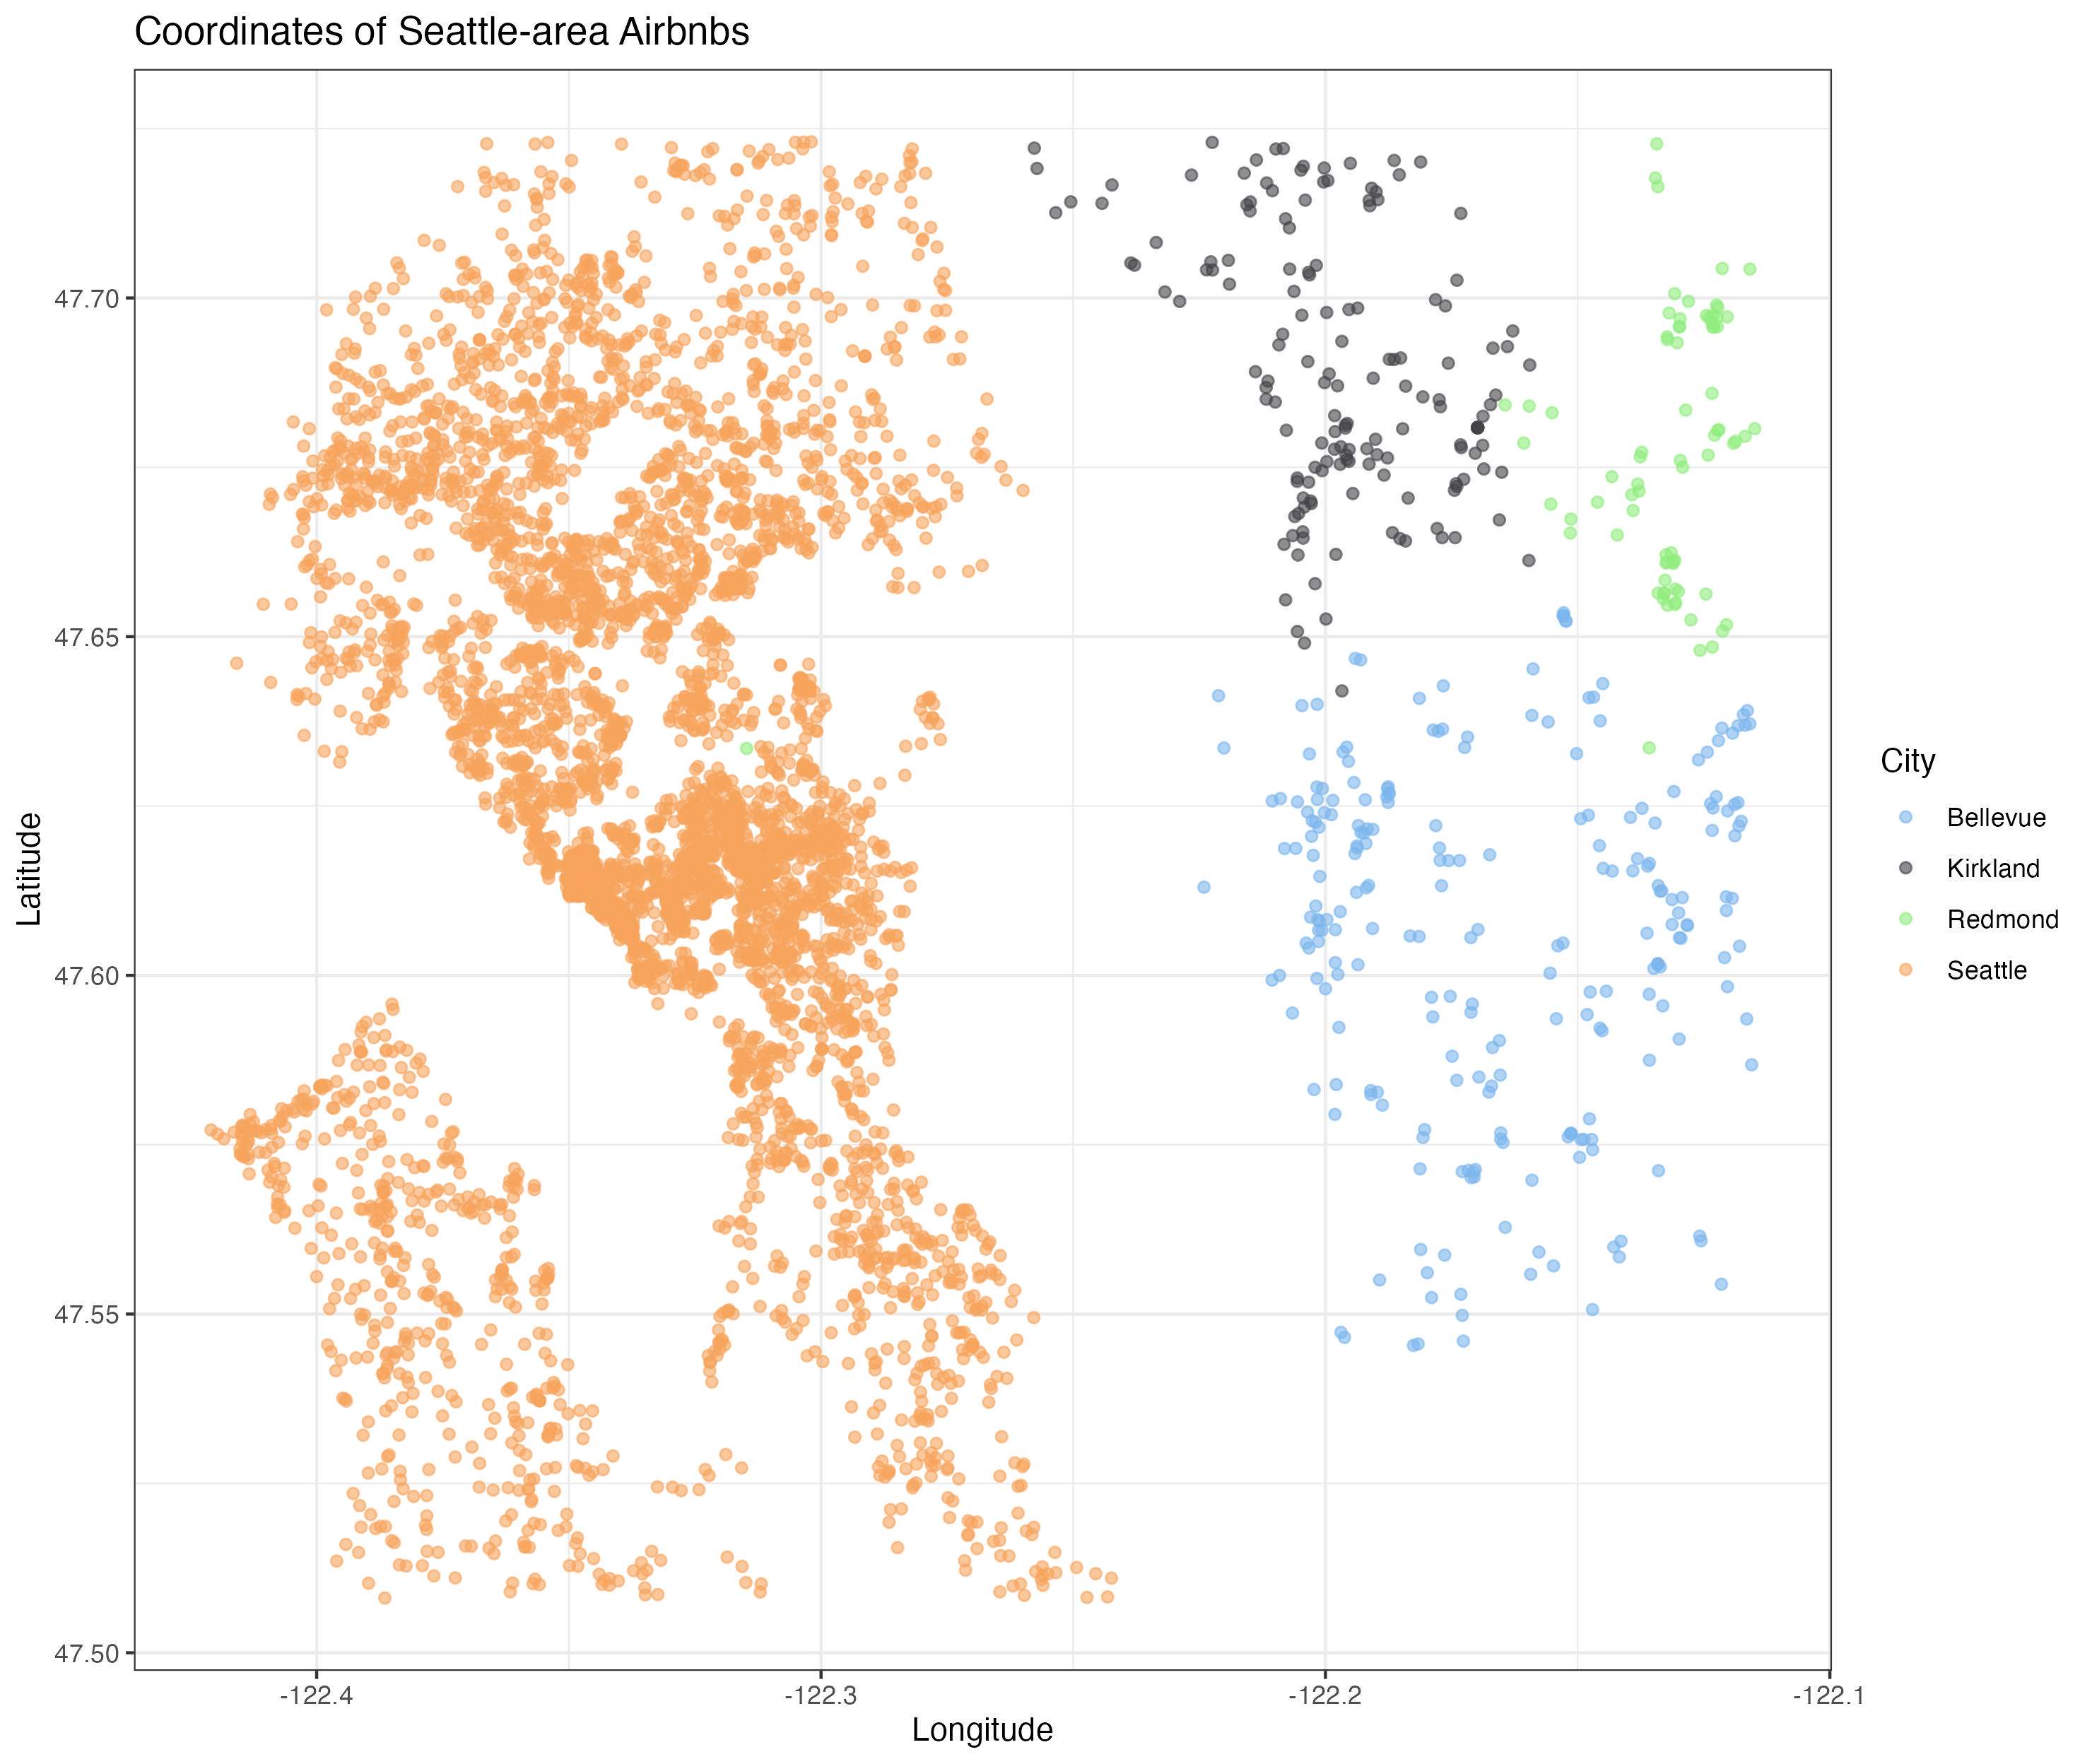 Coordinates of Seattle-area Airbnbs
47.70
47.65
47.60
47.55
47.50
Latitude
-122.4
-122.3
-122.2
-122.1
Longitude
City
Bellevue
Kirkland
Redmond
Seattle